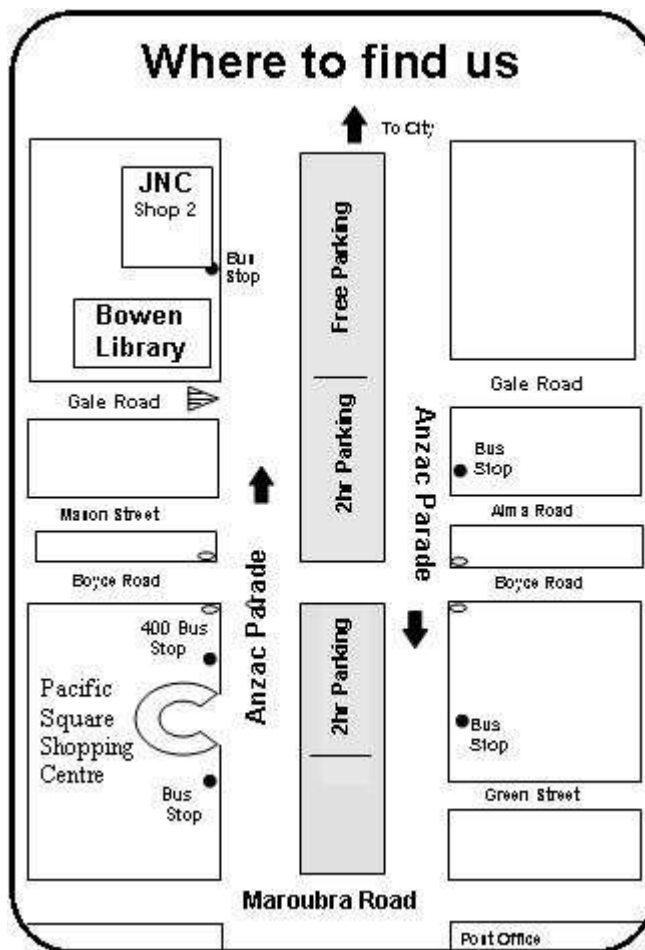 Where to find us
To City
JNC
Shop 2
Bus
Stop
Bowen
Library
Free Parking
Gale Road
Gale Road
2hr Parking
Anzac Parade
Bus
Stop
Mason Street
Alma Road
Boyce Road
Boyce Road
Anzac Parade
400 Bus
Stop
2hr Parking
Pacific
Square
Shopping
Centre
Bus
Stop
Bus
Stop
Green Street
Maroubra Road
Post Office